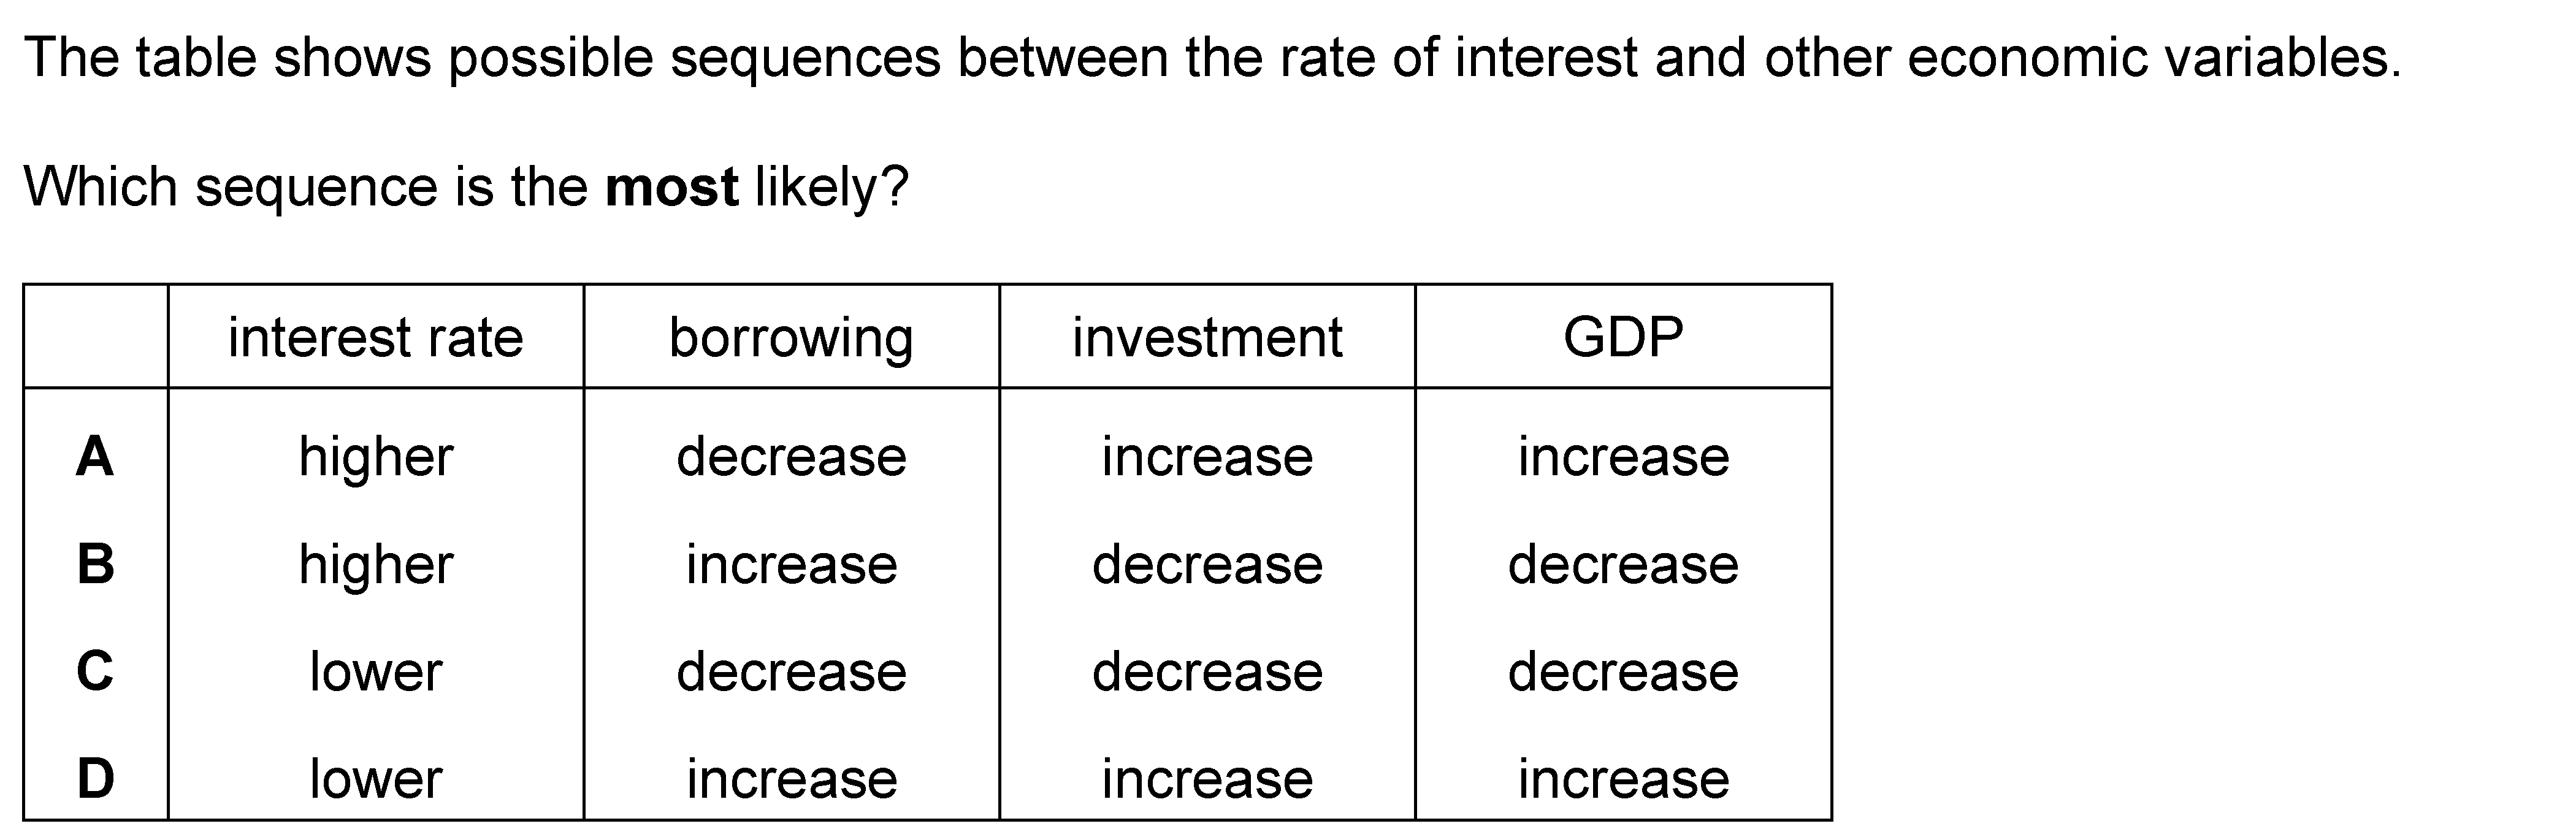 The table shows possible sequences between the rate of interest and other economic variables.
Which sequence is the most likely?
interest rate borrowing investment GDP
A higher decrease increase increase
B higher increase decrease decrease
C lower decrease decrease decrease
D lower increase increase increase